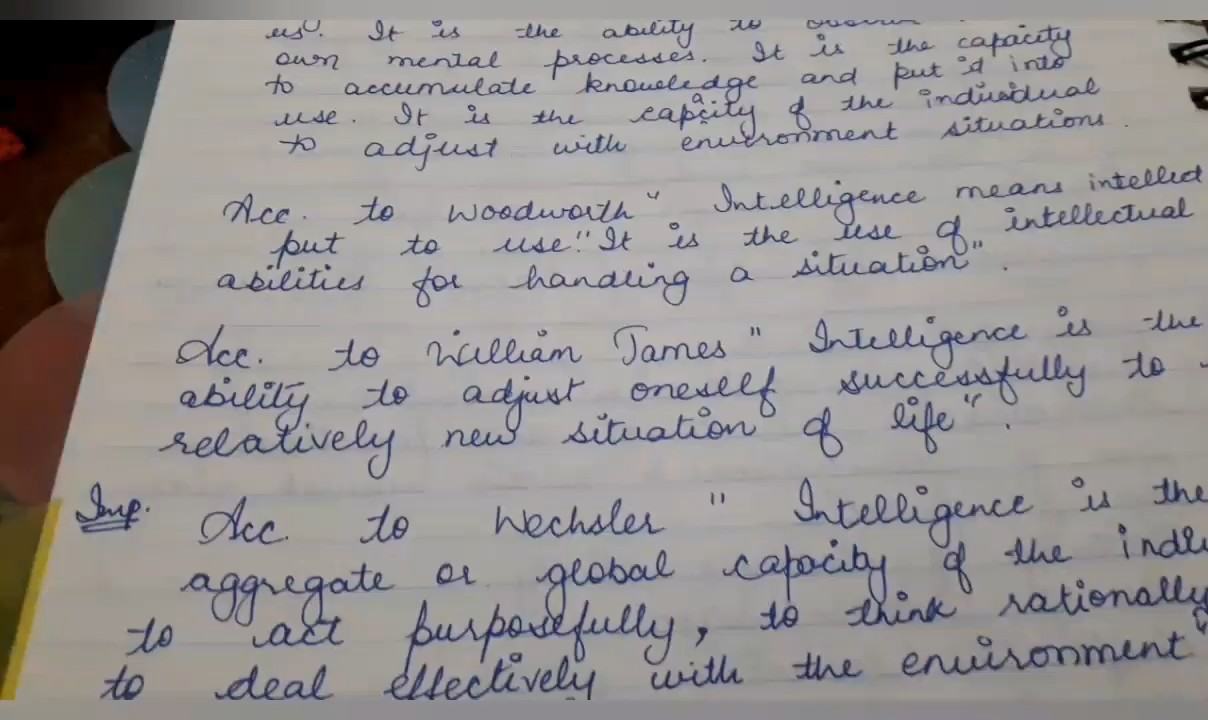 us". It is the ability to
own mental processes. It is the capacity
to accumulate knowledge and put it into
use. It is the capacity of the individual
to adjust with environment situations.
Acc. to Woodworth " Intelligence means intellect
put to use." It is the use of intellectual
abilities for handling a situation".
Acc. to William James " Intelligence is the
ability to adjust oneself successfully to
relatively new situation of life".
Imp. Acc. to Wechsler " Intelligence is the
aggregate or global capacity of the
to act purposefully, to think rationally
to deal effectively with the environment"